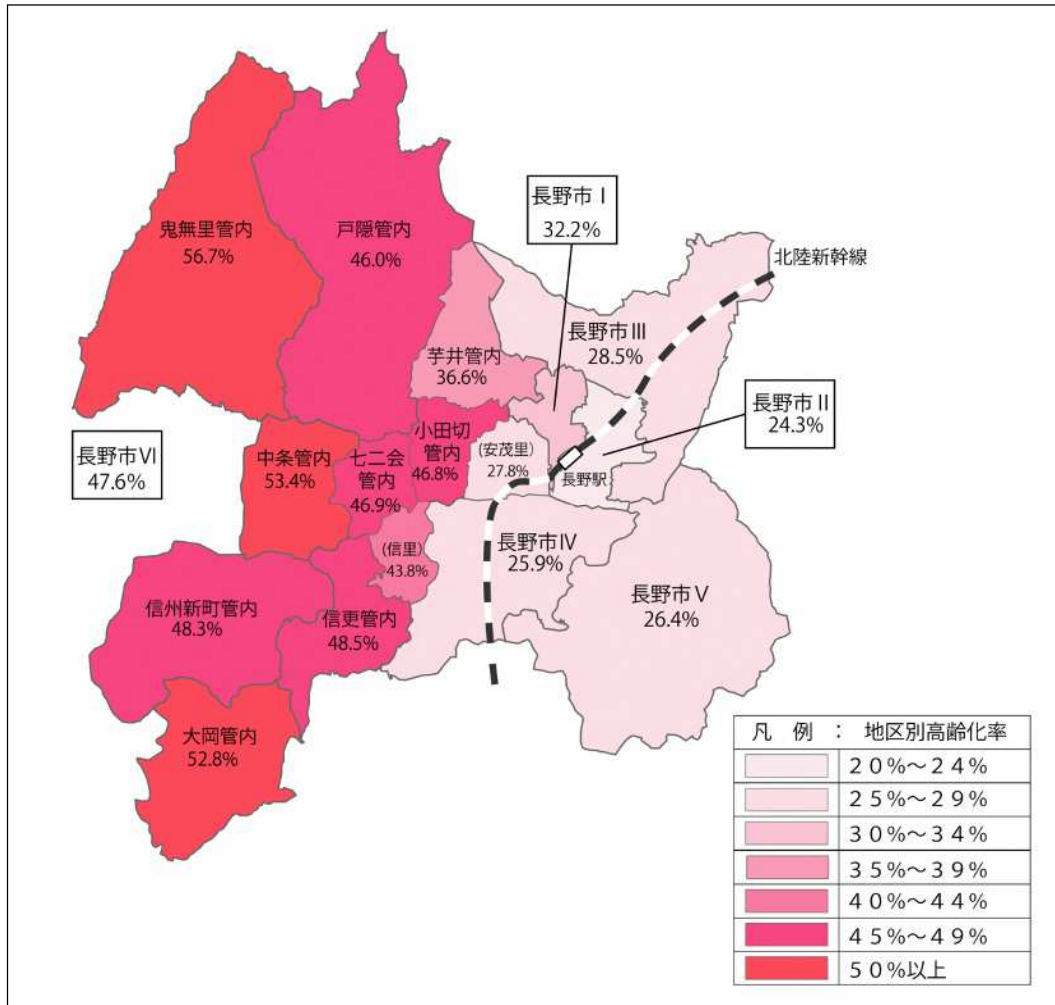 長野市Ⅰ
32.2%
鬼無里管内
56.7%
戸隠管内
46.0%
北陸新幹線
長野市Ⅲ
28.5%
芋井管内
36.6%
長野市Ⅱ
24.3%
長野市Ⅵ
47.6%
中条管内
53.4%
七二会
管内
46.9%
小田切
管内
46.8%
(安茂里)
27.8%
長野駅
(信里)
43.8%
長野市Ⅳ
25.9%
長野市Ⅴ
26.4%
信州新町管内
48.3%
信更管内
48.5%
大岡管内
52.8%
凡 例 : 地区別高齢化率
20%～24%
25%～29%
30%～34%
35%～39%
40%～44%
45%～49%
50%以上